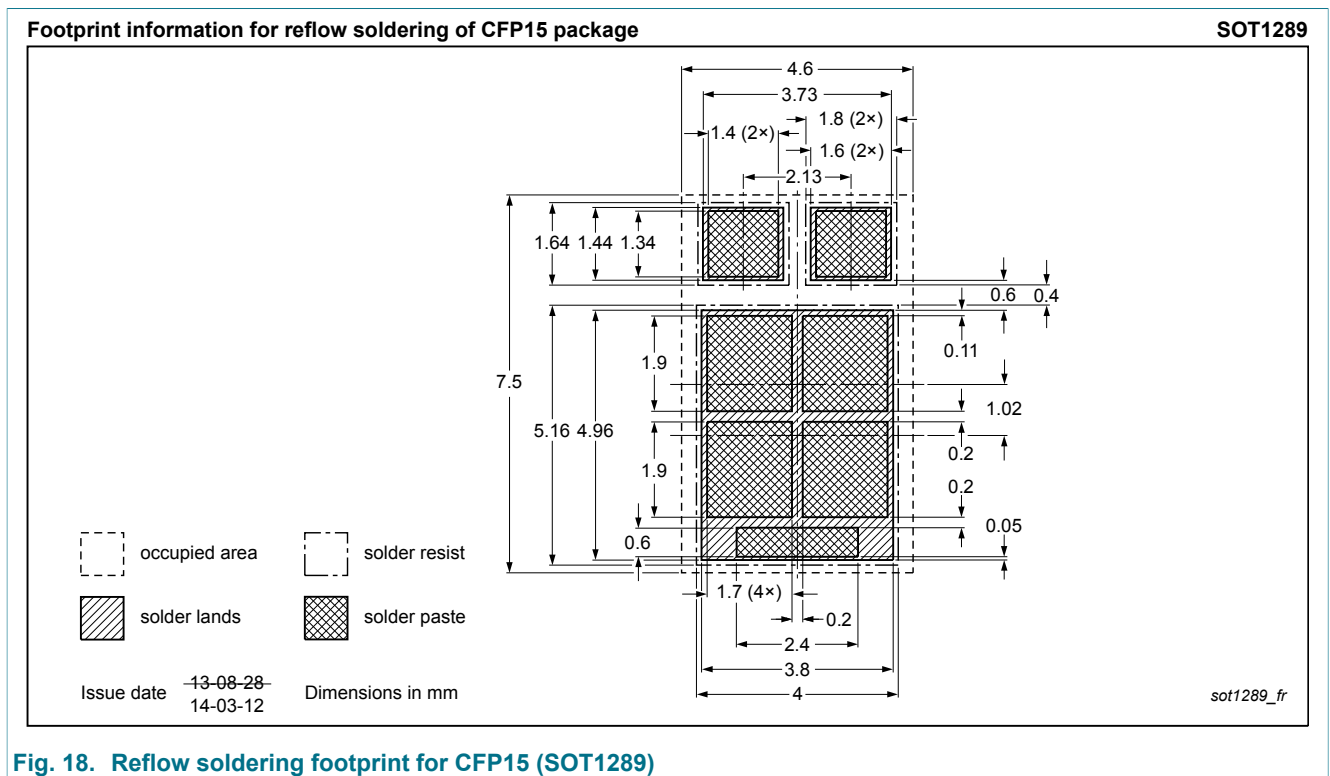 Footprint information for reflow soldering of CFP15 package SOT1289
4.6
3.73
1.4 (2×) 1.8 (2×)
1.6 (2×)
2.13
1.64 1.44 1.34
0.6 0.4
0.11
1.9
7.5
1.02
5.16 4.96
0.2
1.9
0.2
0.05
0.6
occupied area solder resist
1.7 (4×)
0.2
solder lands solder paste
2.4
3.8
4
Issue date 13-08-28 Dimensions in mm
14-03-12
sot1289_fr
Fig. 18. Reflow soldering footprint for CFP15 (SOT1289)